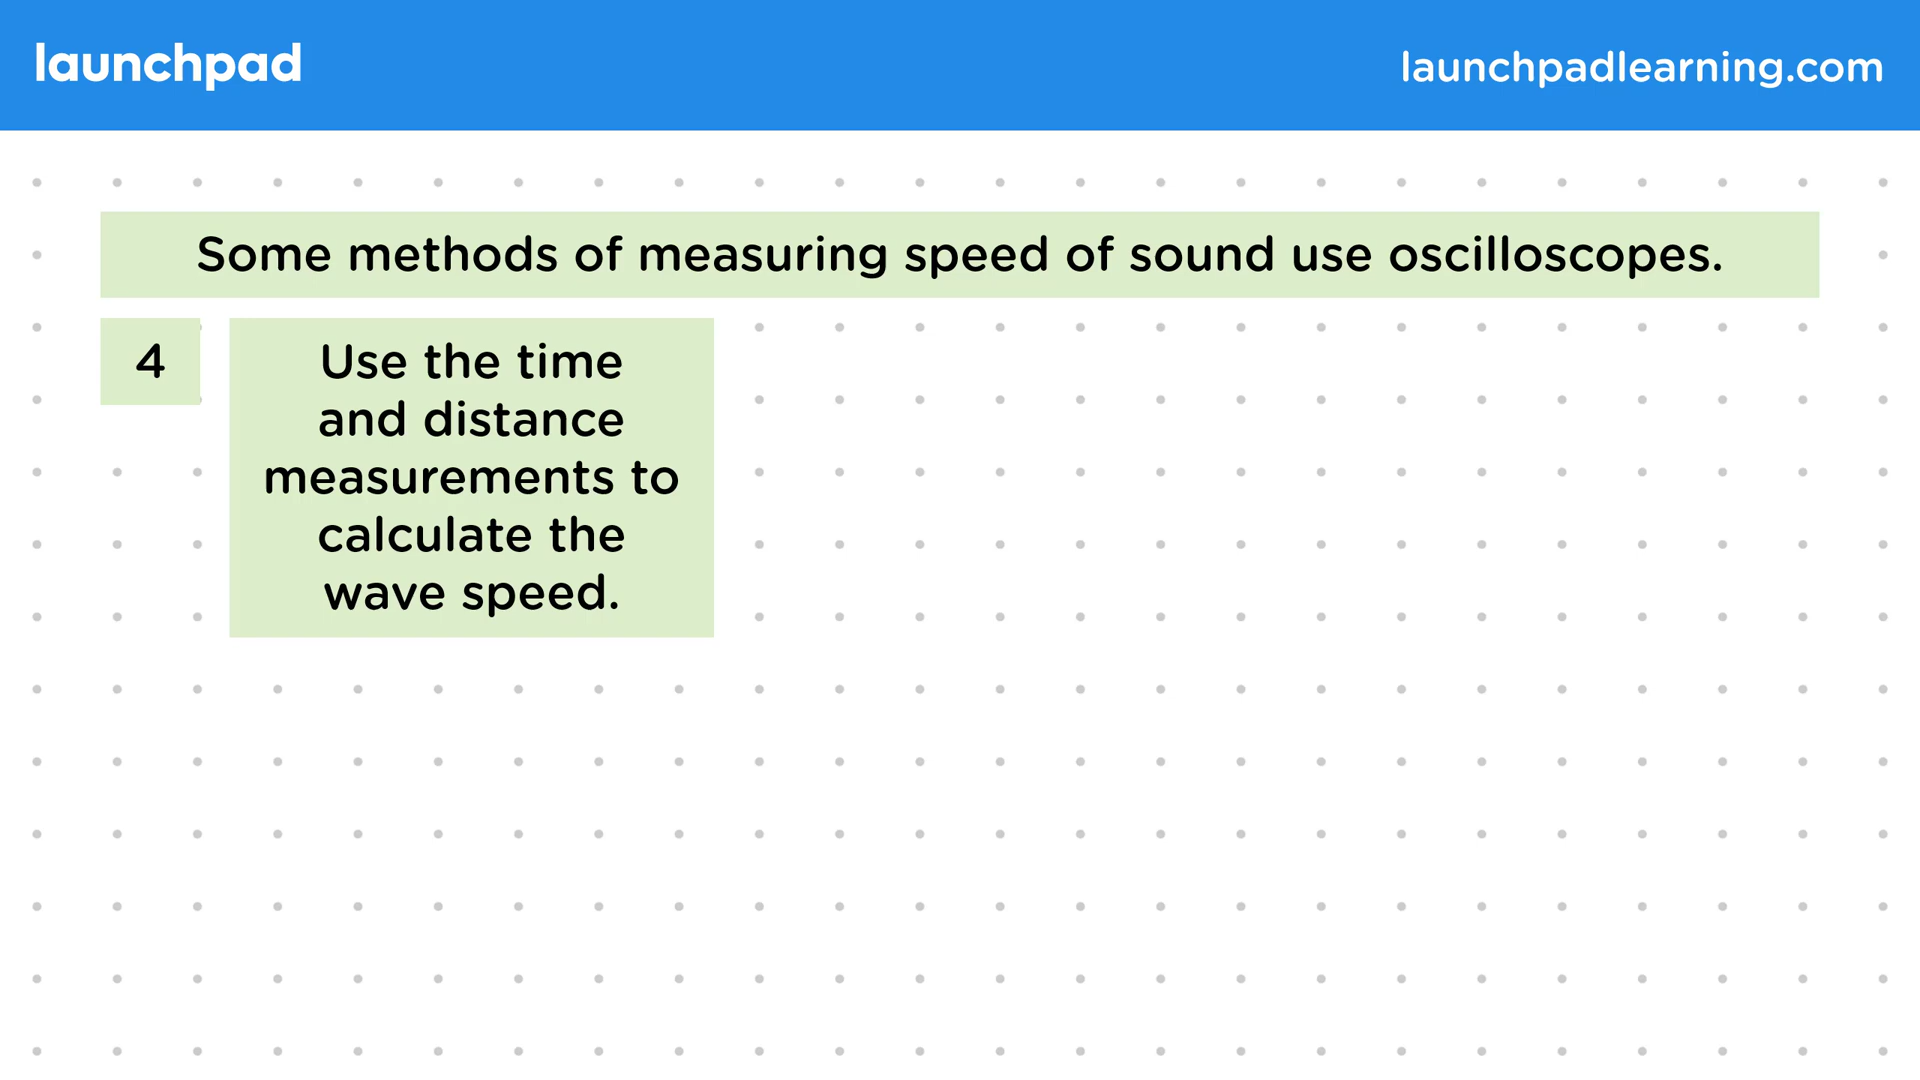 launchpad
launchpadlearning.com
Some methods of measuring speed of sound use oscilloscopes.
4
Use the time
and distance
measurements to
calculate the
wave speed.